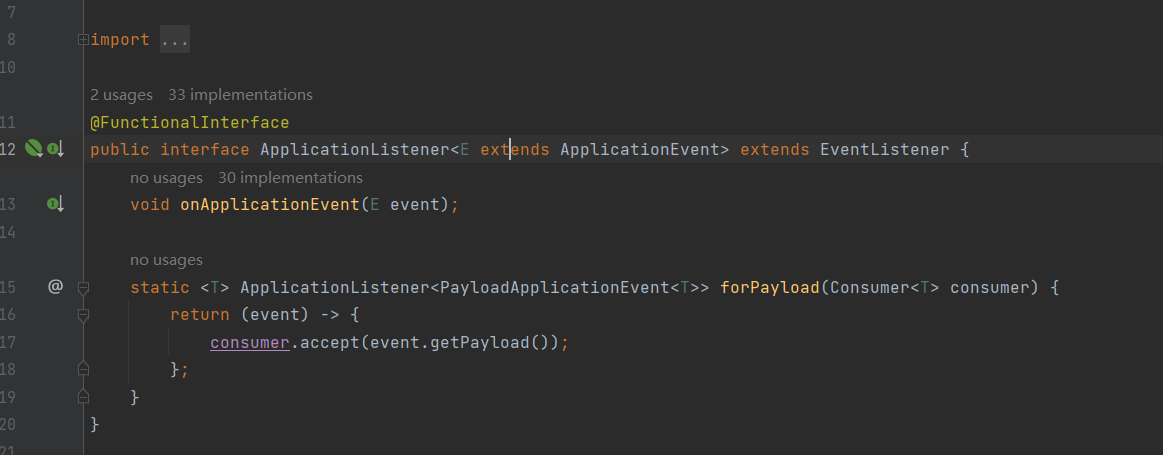 7
8 import ...
10
2 usages 33 implementations
11 @FunctionalInterface
12 public interface ApplicationListener<E extends ApplicationEvent> extends EventListener {
no usages 30 implementations
13 void onApplicationEvent(E event);
14
no usages
15 @ static <T> ApplicationListener<PayloadApplicationEvent<T>> forPayload(Consumer<T> consumer) {
16 return (event) -> {
17 consumer.accept(event.getPayload());
18 };
19 }
20 }
21